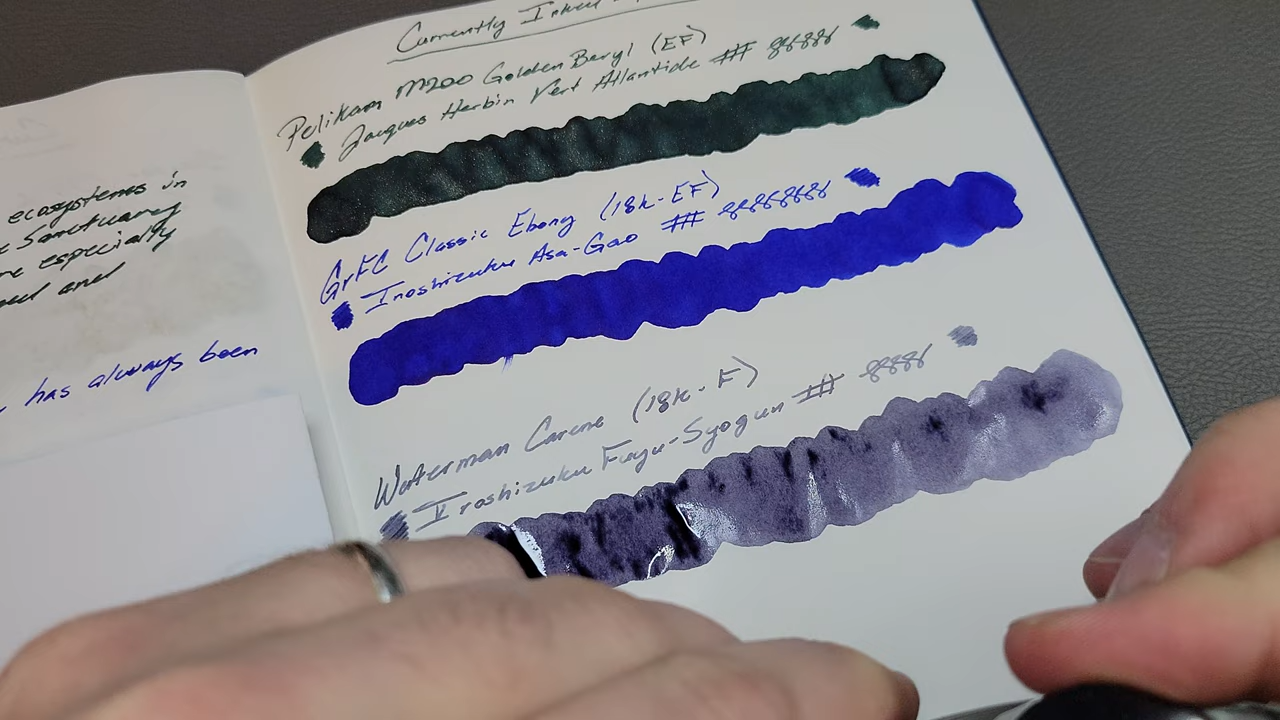 ecosystems in
Sanctuary
especially
and
has always been
Currently Inked
Pelikan M200 Golden Beryl (EF)
Jacques Herbin Vert Atlantide
GvFC Classic Ebony (18k-EF)
Iroshizuku Asa-Gao
Waterman Carene (18k-F)
Iroshizuku Fuyu-Syogun